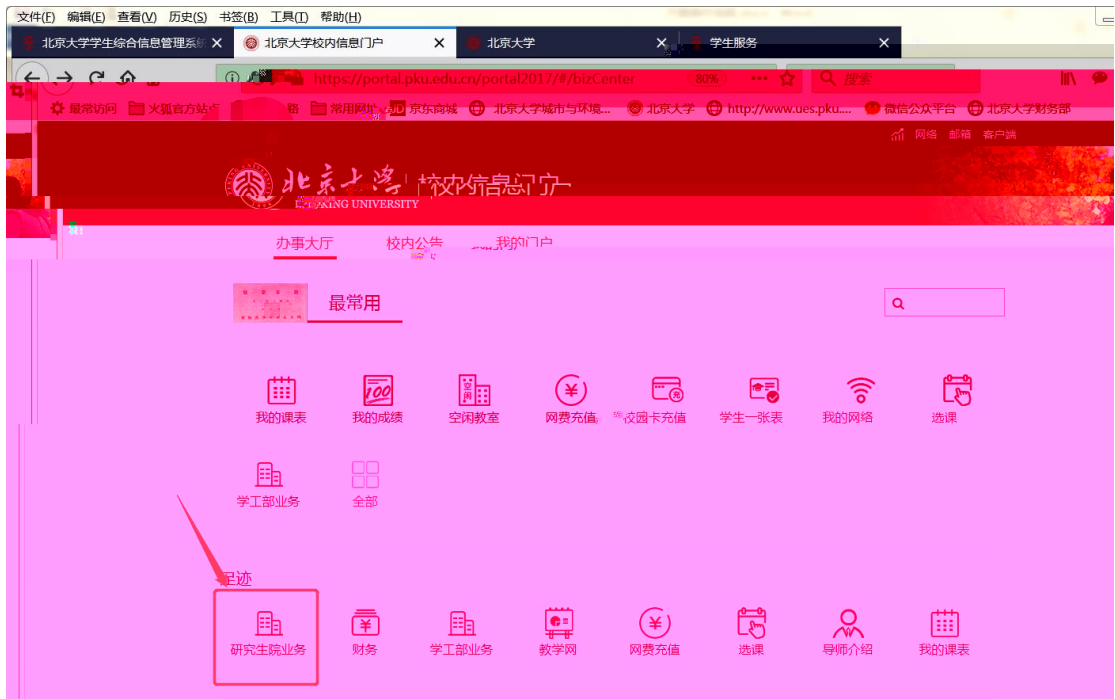 文件(F) 编辑(E) 查看(V) 历史(S) 书签(B) 工具(T) 帮助(H)
北京大学学生综合信息管理系统 北京大学校内信息门户 北京大学 学生服务
https://portal.pku.edu.cn/portal2017/#/bizCenter 80% 搜索
最常访问 火狐官方站点 常用网址 JD 京东商城 北京大学城市与环境... 北京大学 http://www.ues.pku.... 微信公众平台 北京大学财务部
网络 邮箱 客户端
北京大学 校内信息门户
PEKING UNIVERSITY
办事大厅 校内公告 我的门户
最常用
我的课表 我的成绩 空闲教室 网费充值 校园卡充值 学生一张表 我的网络 选课
学工部业务 全部
足迹
研究生院业务 财务 学工部业务 教学网 网费充值 选课 导师介绍 我的课表